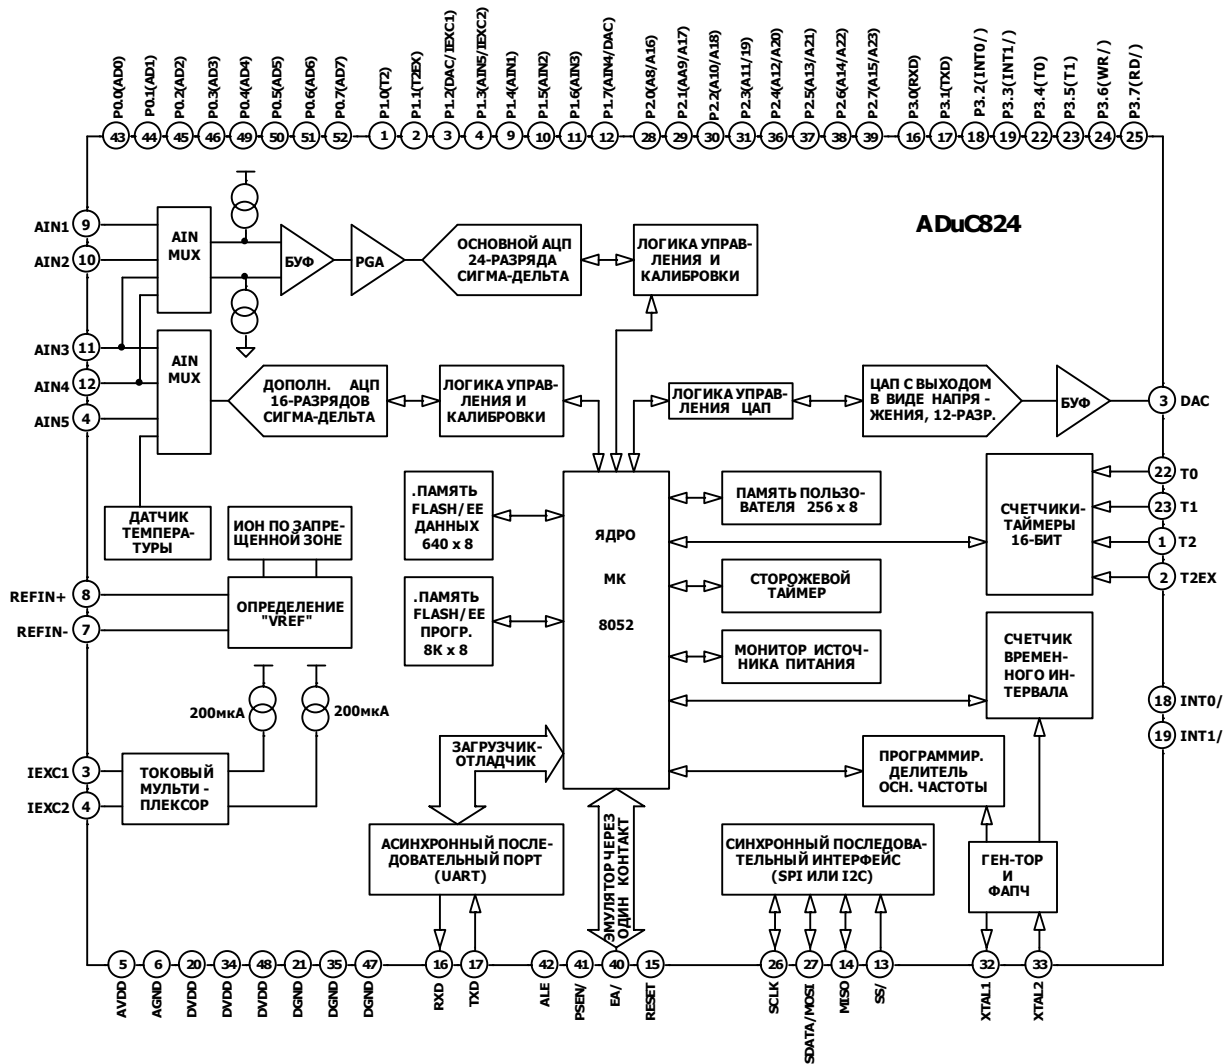 P0.0(AD0)
P0.1(AD1)
P0.2(AD2)
P0.3(AD3)
P0.4(AD4)
P0.5(AD5)
P0.6(AD6)
P0.7(AD7)
P1.0(T2)
P1.1(T2EX)
P1.2(DAC/IEXC1)
P1.3(AIN5/IEXC2)
P1.4(AIN1)
P1.5(AIN2)
P1.6(AIN3)
P1.7(AIN4/DAC)
P2.0(A8/A16)
P2.1(AA9/A17)
P2.2(A10/A18)
P2.3(A11/19)
P2.4(A12/A20)
P2.5(A13/A21)
P2.6(A14/A22)
P2.7(A15/A23)
P3.0(RXD)
P3.1(TXD)
P3.2(INT0/)
P3.3(INT1/)
P3.4(T0)
P3.5(T1)
P3.6(WR/)
P3.7(RD/)
43 44 45 46 49 50 51 52 1 2 3 4 9 10 11 12 28 29 30 31 36 37 38 39 16 17 18 19 22 23 24 25
ADuC824
AIN1 9
AIN2 10
AIN3 11
AIN4 12
AIN5 4
AIN
MUX
БУФ
PGA
ОСНОВНОЙ АЦП
24-РАЗРЯДА
СИГМА-ДЕЛЬТА
ЛОГИКА УПРАВ-
ЛЕНИЯ И
КАЛИБРОВКИ
AIN
MUX
ДОПОЛН. АЦП
16-РАЗРЯДОВ
СИГМА-ДЕЛЬТА
ЛОГИКА УПРАВ-
ЛЕНИЯ И
КАЛИБРОВКИ
ЛОГИКА УПРАВ-
ЛЕНИЯ ЦАП
ЦАП С ВЫХОДОМ
В ВИДЕ НАПРЯ -
ЖЕНИЯ, 12-РАЗР.
БУФ
3 DAC
22 T0
23 T1
1 T2
2 T2EX
ДАТЧИК
ТЕМПЕРА-
ТУРЫ
ИОН ПО ЗАПРЕ-
ЩЕННОЙ ЗОНЕ
ОПРЕДЕЛЕНИЕ
"VREF"
REFIN+ 8
REFIN- 7
.ПАМЯТЬ
FLASH/EE
ДАННЫХ
640 x 8
.ПАМЯТЬ
FLASH/EE
ПРОГР.
8K x 8
ЯДРО
МК
8052
ПАМЯТЬ ПОЛЬЗО-
ВАТЕЛЯ 256 x 8
СТОРОЖЕВОЙ
ТАЙМЕР
МОНИТОР ИСТОЧ-
НИКА ПИТАНИЯ
СЧЕТЧИКИ-
ТАЙМЕРЫ
16-БИТ
СЧЕТЧИК
ВРЕМЕН-
НОГО ИН-
ТЕРВАЛА
18 INT0/
19 INT1/
200мкА
200мкА
IEXC1 3
IEXC2 4
ТОКОВЫЙ
МУЛЬТИ -
ПЛЕКСОР
ЗАГРУЗЧИК-
ОТЛАДЧИК
ПРОГРАММИР.
ДЕЛИТЕЛЬ
ОСН. ЧАСТОТЫ
АСИНХРОННЫЙ ПОСЛЕ-
ДОВАТЕЛЬНЫЙ ПОРТ
(UART)
ЭМУЛЯТОР ЧЕРЕЗ
ОДИН КОНТАКТ
СИНХРОННЫЙ ПОСЛЕДОВА-
ТЕЛЬНЫЙ ИНТЕРФЕЙС
(SPI ИЛИ I2C)
ГЕН-ТОР
И
ФАПЧ
5 6 20 34 48 21 35 47 16 17 42 41 40 15 26 27 14 13 32 33
AVDD
AGND
DVDD
DVDD
DVDD
DGND
DGND
DGND
RXD
TXD
ALE
PSEN/
EA/
RESET
SCLK
SDATA/MOSI
MISO
SS/
XTAL1
XTAL2